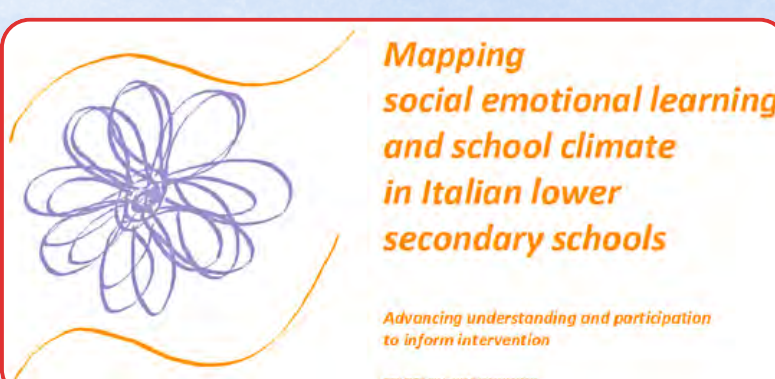 Mapping
social emotional learning
and school climate
in Italian lower
secondary schools
Advancing understanding and participation
to inform intervention